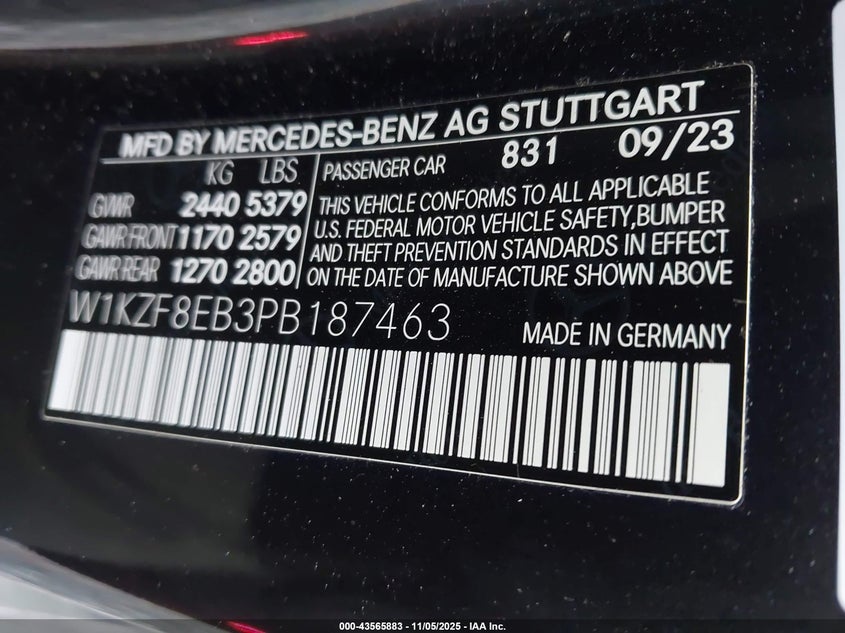 MFD BY MERCEDES-BENZ AG STUTTGART
KG LBS
GVWR 2440 5379
GAWR FRONT 1170 2579
GAWR REAR 1270 2800
PASSENGER CAR 831 09/23
THIS VEHICLE CONFORMS TO ALL APPLICABLE
U.S. FEDERAL MOTOR VEHICLE SAFETY,BUMPER
AND THEFT PREVENTION STANDARDS IN EFFECT
ON THE DATE OF MANUFACTURE SHOWN ABOVE
W1KZF8EB3PB187463
MADE IN GERMANY
000-43565883 - 11/05/2025 - IAA Inc.